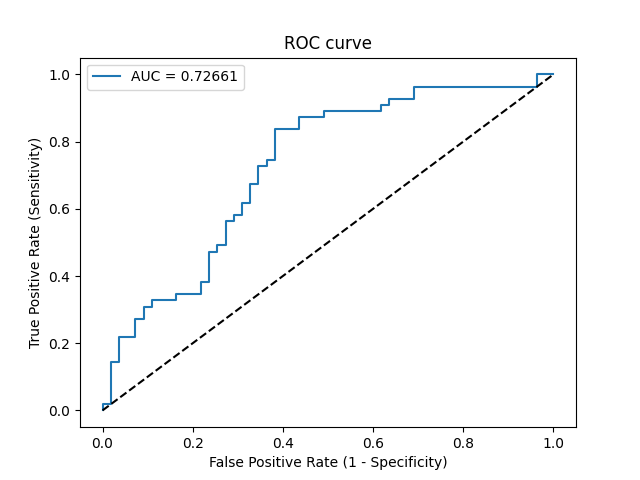 ROC curve
AUC = 0.72661
1.0
0.8
0.6
0.4
0.2
0.0
True Positive Rate (Sensitivity)
0.0 0.2 0.4 0.6 0.8 1.0
False Positive Rate (1 - Specificity)